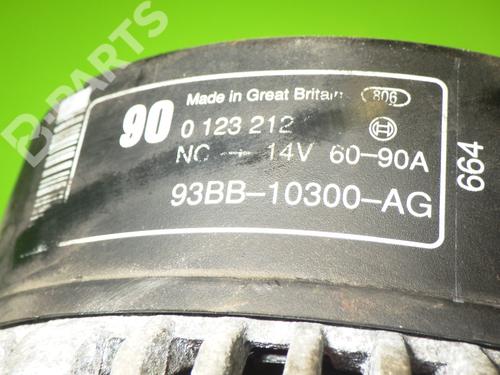 B-PARTS
Made in Great Britain 806
90 0 123 212
NC 14V 60-90A
93BB-10300-AG
664